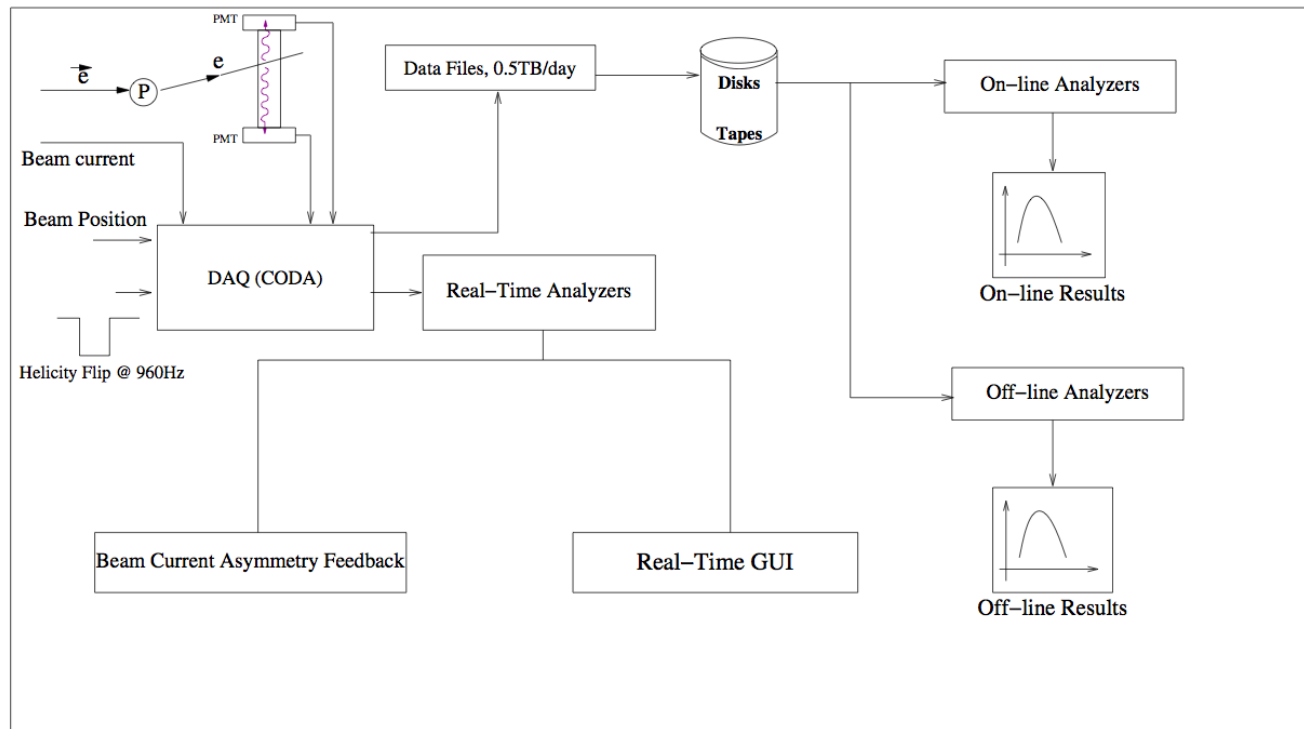 PMT
e
e
P
PMT
Data Files, 0.5TB/day
Disks
Tapes
On−line Analyzers
Beam current
Beam Position
DAQ (CODA)
Real−Time Analyzers
On−line Results
Helicity Flip @ 960Hz
Off−line Analyzers
Beam Current Asymmetry Feedback
Real−Time GUI
Off−line Results